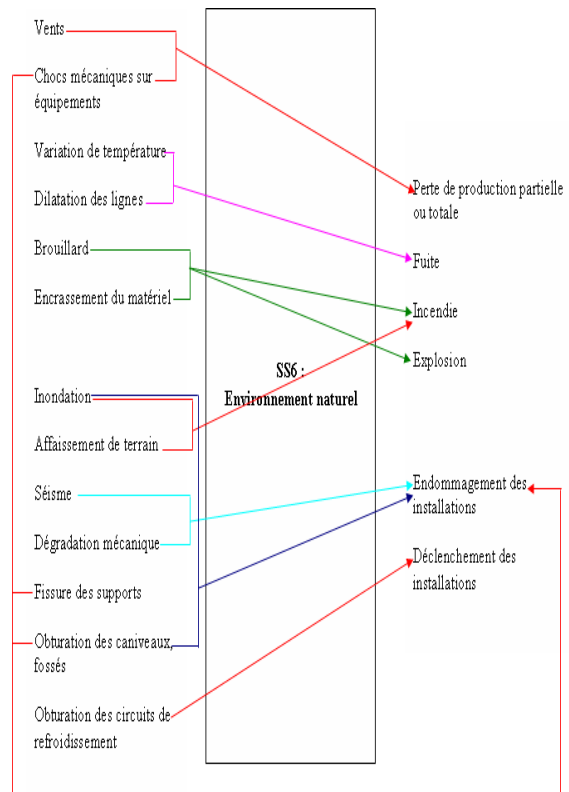 Vents
Chocs mécaniques sur
équipements
Variation de température
Dilatation des lignes
Brouillard
Encrassement du matériel
Inondation
Affaissement de terrain
Séisme
Dégradation mécanique
Fissure des supports
Obturation des caniveaux,
fossés
Obturation des circuits de
refroidissement
SS6 :
Environnement naturel
Perte de production partielle
ou totale
Fuite
Incendie
Explosion
Endommagement des
installations
Déclenchement des
installations